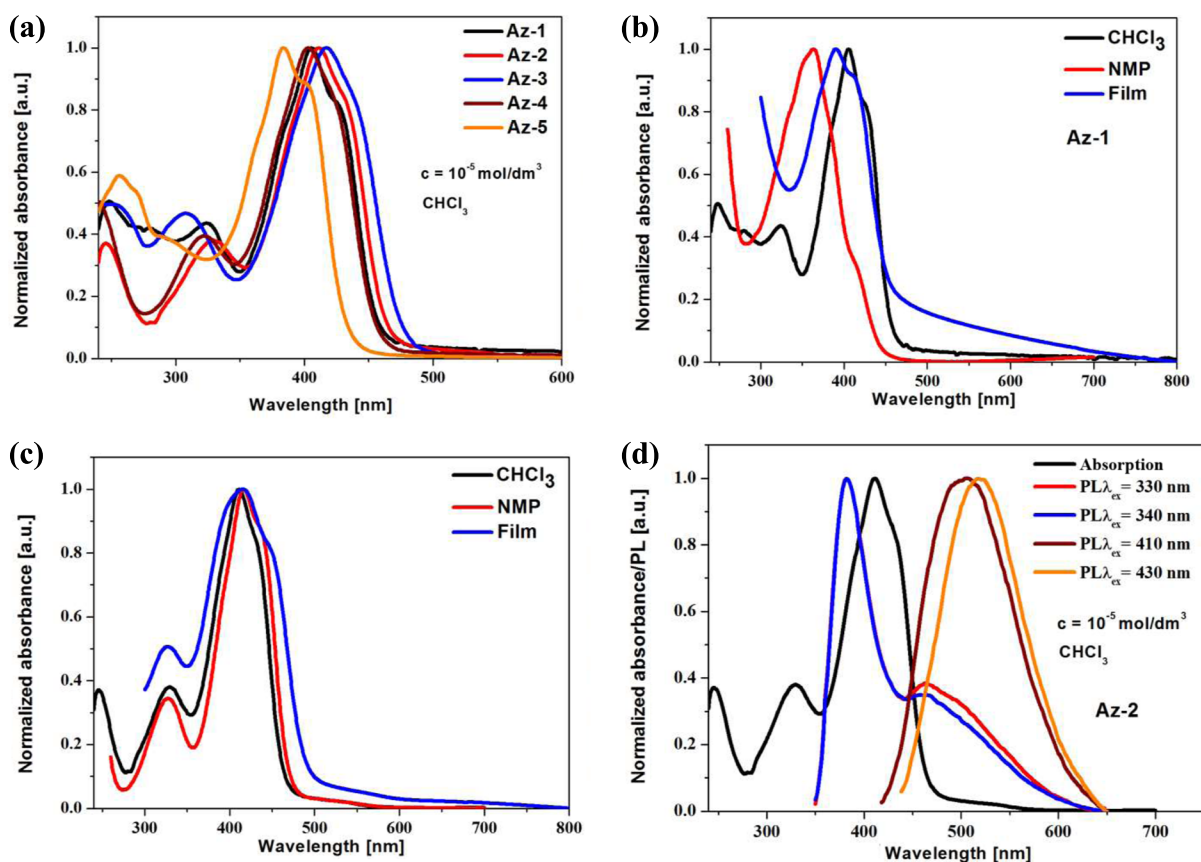 (a)
Normalized absorbance [a.u.]
1.0
0.8
0.6
0.4
0.2
0.0
300
400
500
600
Wavelength [nm]
Az-1
Az-2
Az-3
Az-4
Az-5
c = 10⁻⁵ mol/dm³
CHCl₃
(b)
Normalized absorbance [a.u.]
1.0
0.8
0.6
0.4
0.2
0.0
300
400
500
600
700
800
Wavelength [nm]
CHCl₃
NMP
Film
Az-1
(c)
Normalized absorbance [a.u.]
1.0
0.8
0.6
0.4
0.2
0.0
300
400
500
600
700
800
Wavelength [nm]
CHCl₃
NMP
Film
(d)
Normalized absorbance/PL [a.u.]
1.0
0.8
0.6
0.4
0.2
0.0
300
400
500
600
700
Wavelength [nm]
Absorption
PLλₑₓ = 330 nm
PLλₑₓ = 340 nm
PLλₑₓ = 410 nm
PLλₑₓ = 430 nm
c = 10⁻⁵ mol/dm³
CHCl₃
Az-2